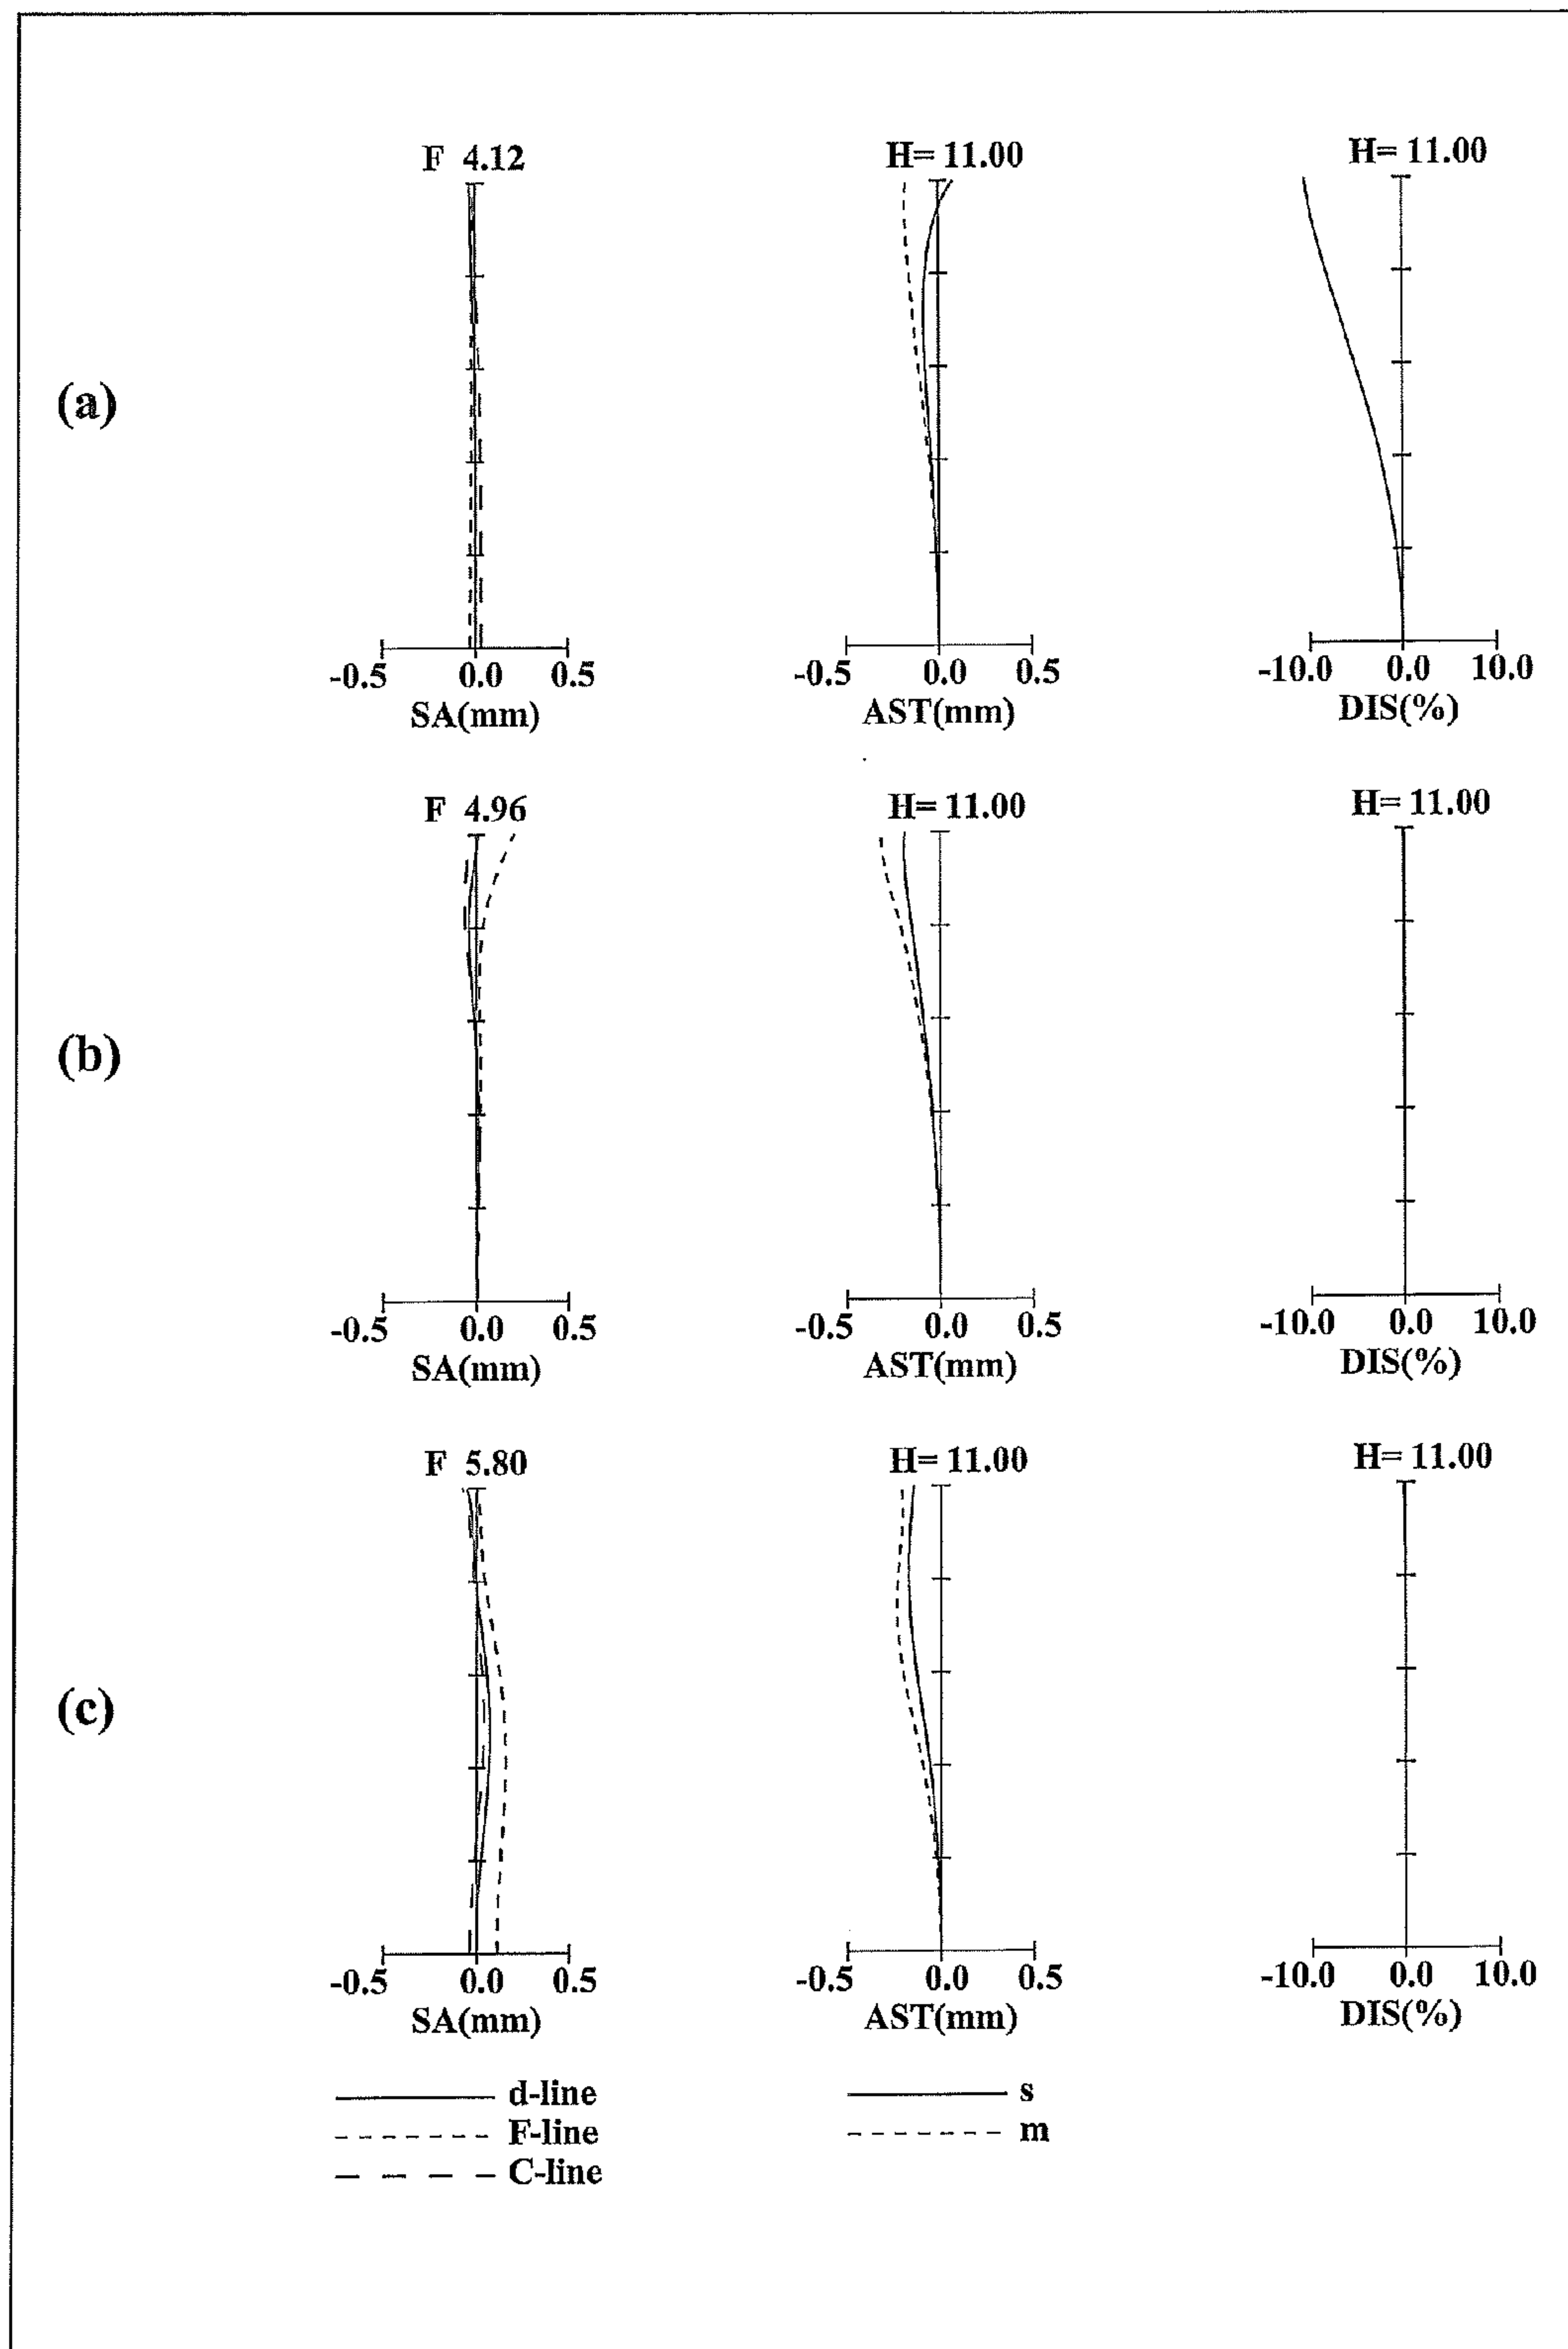 F 4.12 H= 11.00 H= 11.00
(a)
-0.5 0.0 0.5 -0.5 0.0 0.5 -10.0 0.0 10.0
SA(mm) AST(mm) DIS(%)
F 4.96 H= 11.00 H= 11.00
(b)
-0.5 0.0 0.5 -0.5 0.0 0.5 -10.0 0.0 10.0
SA(mm) AST(mm) DIS(%)
F 5.80 H= 11.00 H= 11.00
(c)
-0.5 0.0 0.5 -0.5 0.0 0.5 -10.0 0.0 10.0
SA(mm) AST(mm) DIS(%)
d-line s
F-line m
C-line